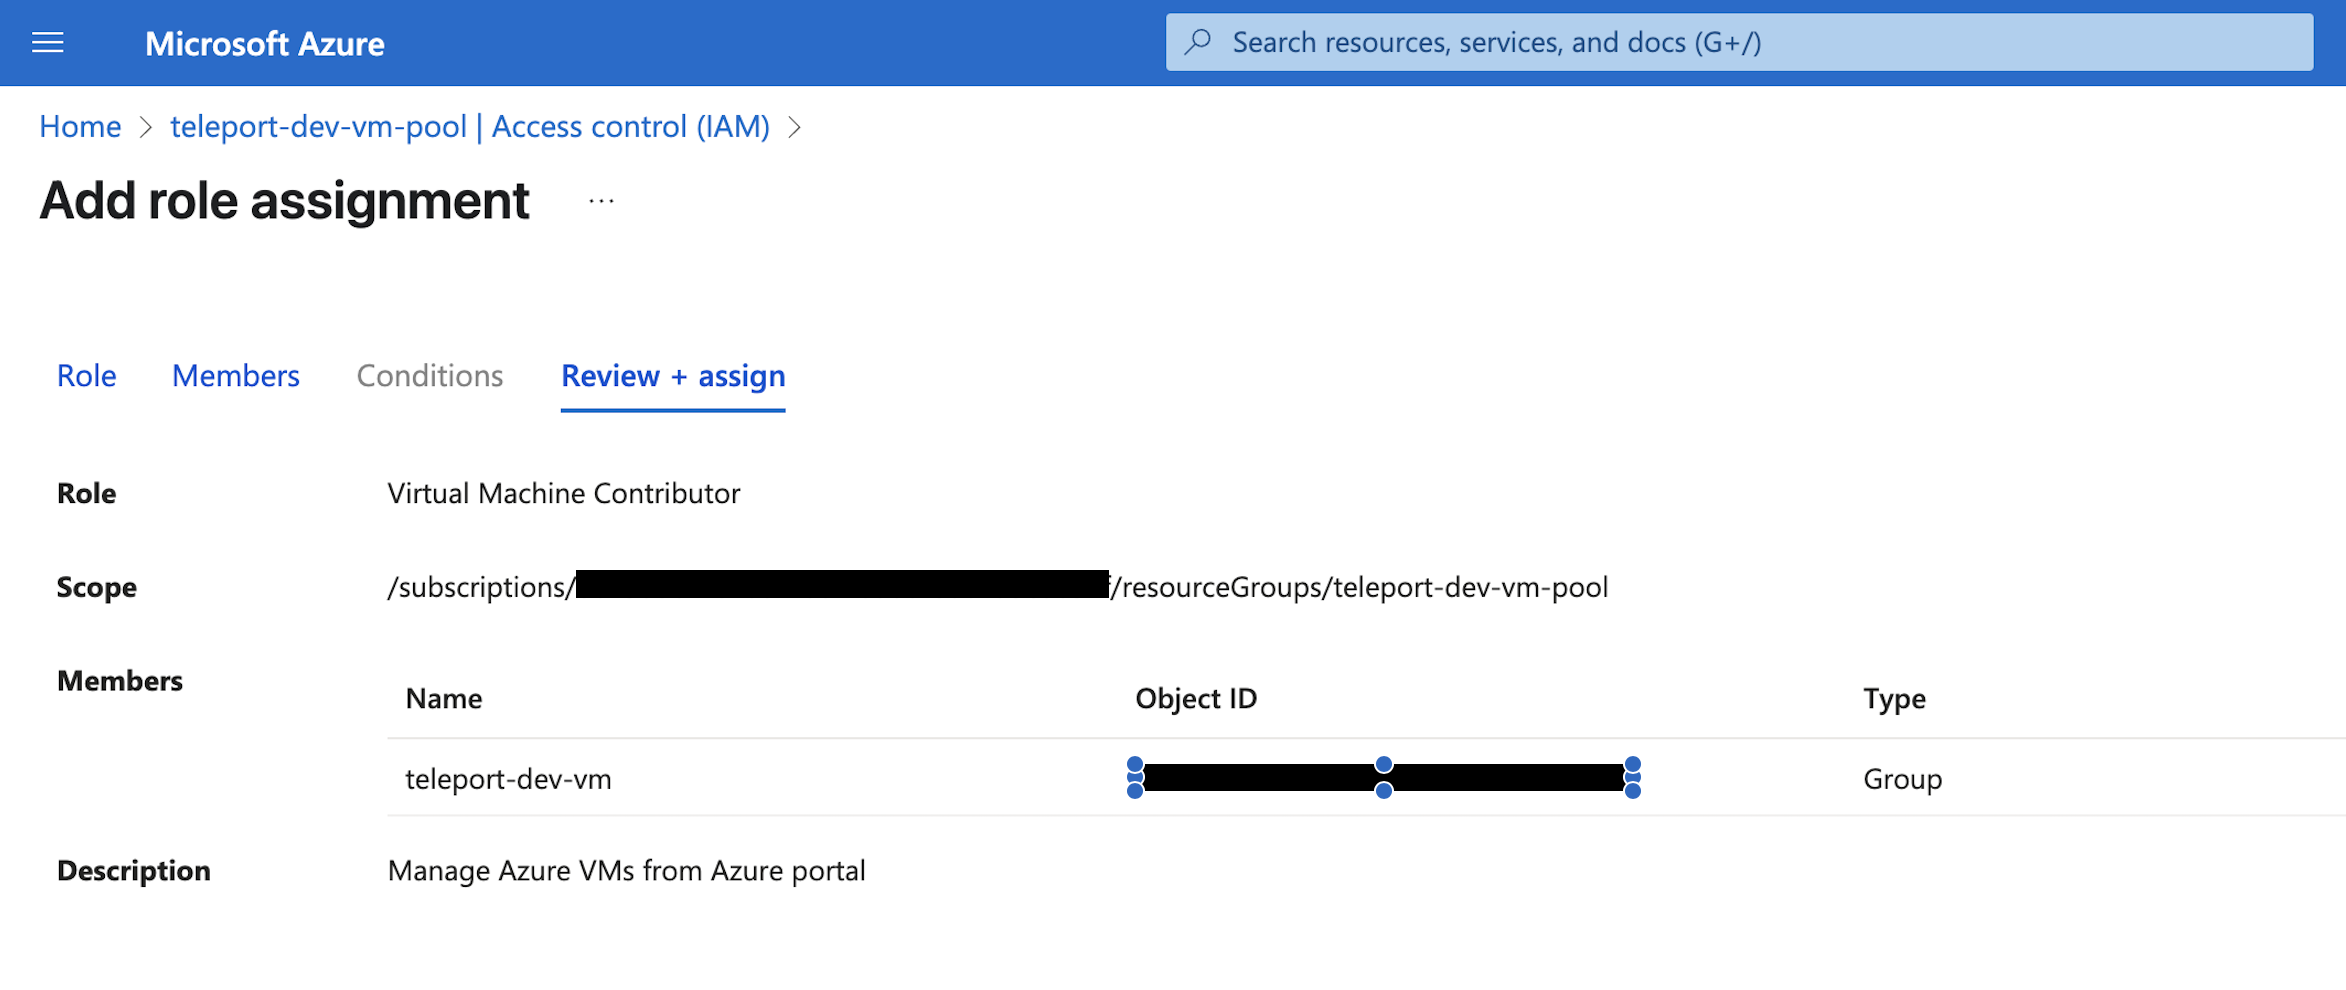 Microsoft Azure
Search resources, services, and docs (G+/)
Home > teleport-dev-vm-pool | Access control (IAM) >
Add role assignment ...
Role Members Conditions Review + assign
Role Virtual Machine Contributor
Scope /subscriptions/ /resourceGroups/teleport-dev-vm-pool
Members
Name Object ID Type
teleport-dev-vm Group
Description Manage Azure VMs from Azure portal